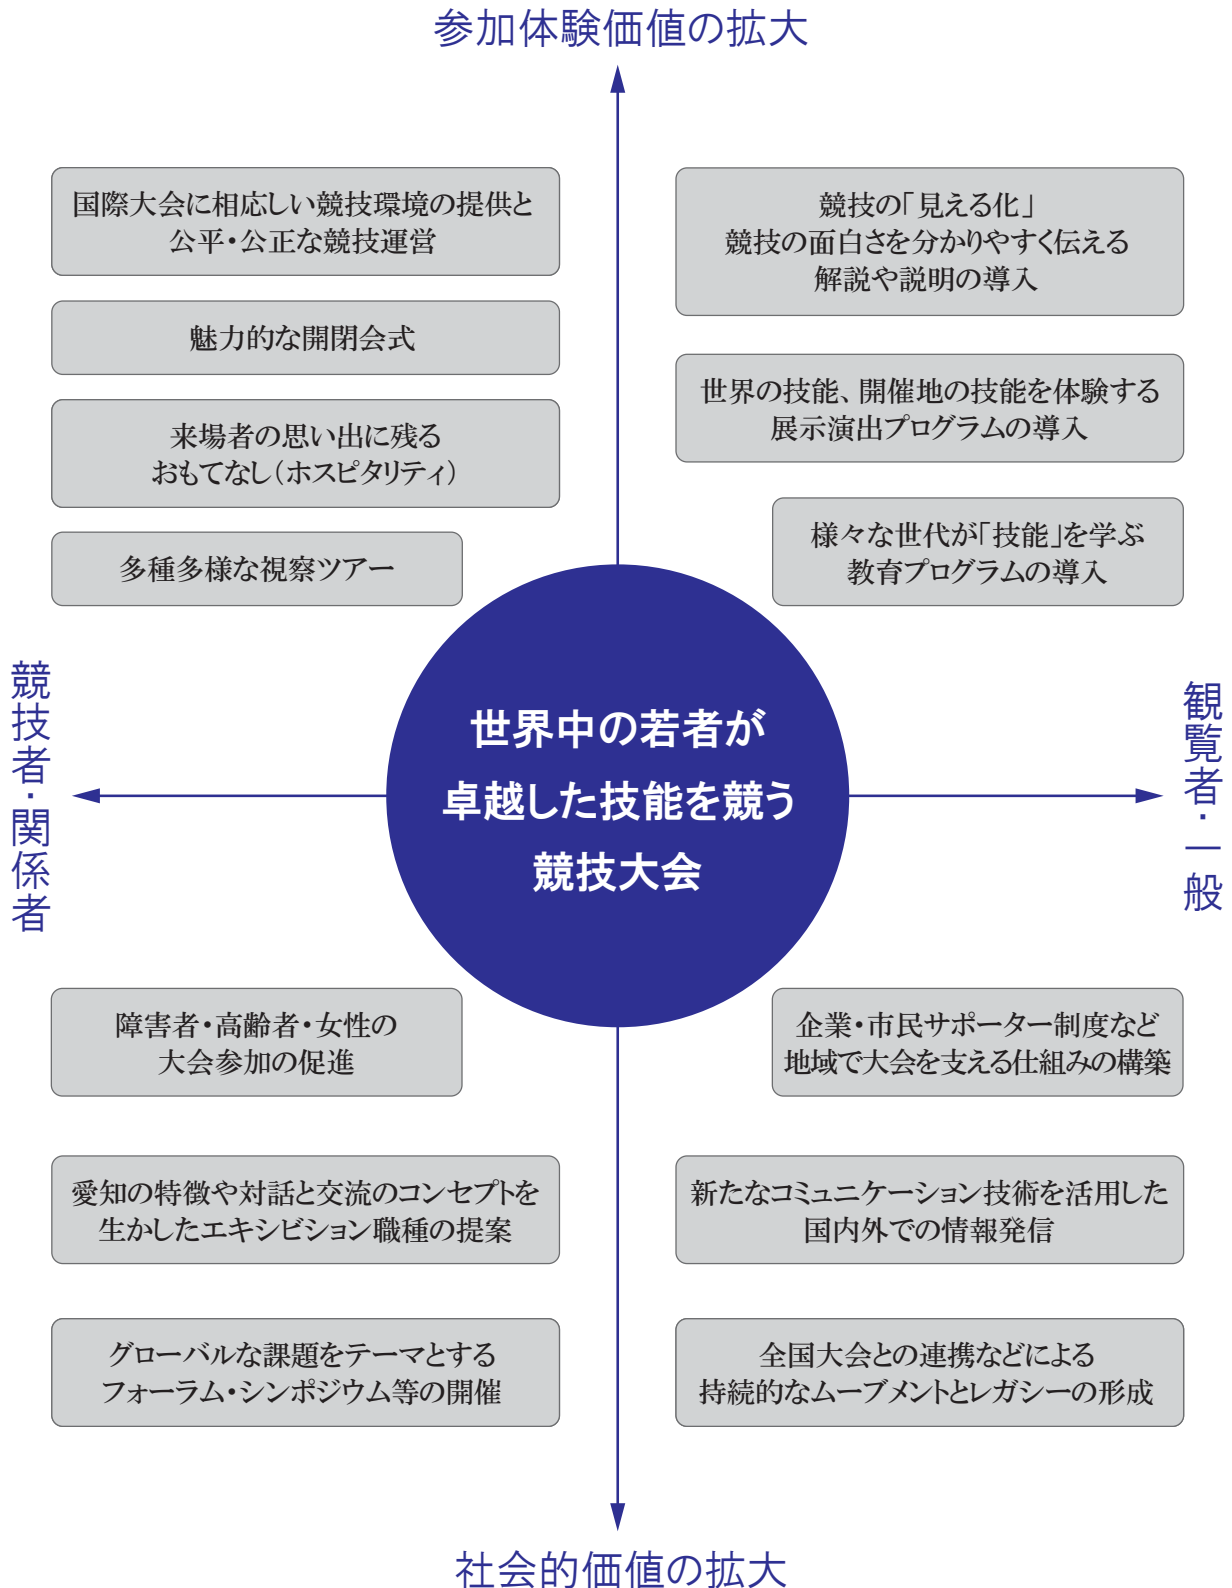 参加体験価値の拡大
国際大会に相応しい競技環境の提供と
公平・公正な競技運営
魅力的な開閉会式
来場者の思い出に残る
おもてなし(ホスピタリティ)
多種多様な視察ツアー
競技の「見える化」
競技の面白さを分かりやすく伝える
解説や説明の導入
世界の技能、開催地の技能を体験する
展示演出プログラムの導入
様々な世代が「技能」を学ぶ
教育プログラムの導入
競技者・関係者
世界中の若者が
卓越した技能を競う
競技大会
観覧者・一般
障害者・高齢者・女性の
大会参加の促進
愛知の特徴や対話と交流のコンセプトを
生かしたエキシビション職種の提案
グローバルな課題をテーマとする
フォーラム・シンポジウム等の開催
企業・市民サポーター制度など
地域で大会を支える仕組みの構築
新たなコミュニケーション技術を活用した
国内外での情報発信
全国大会との連携などによる
持続的なムーブメントとレガシーの形成
社会的価値の拡大